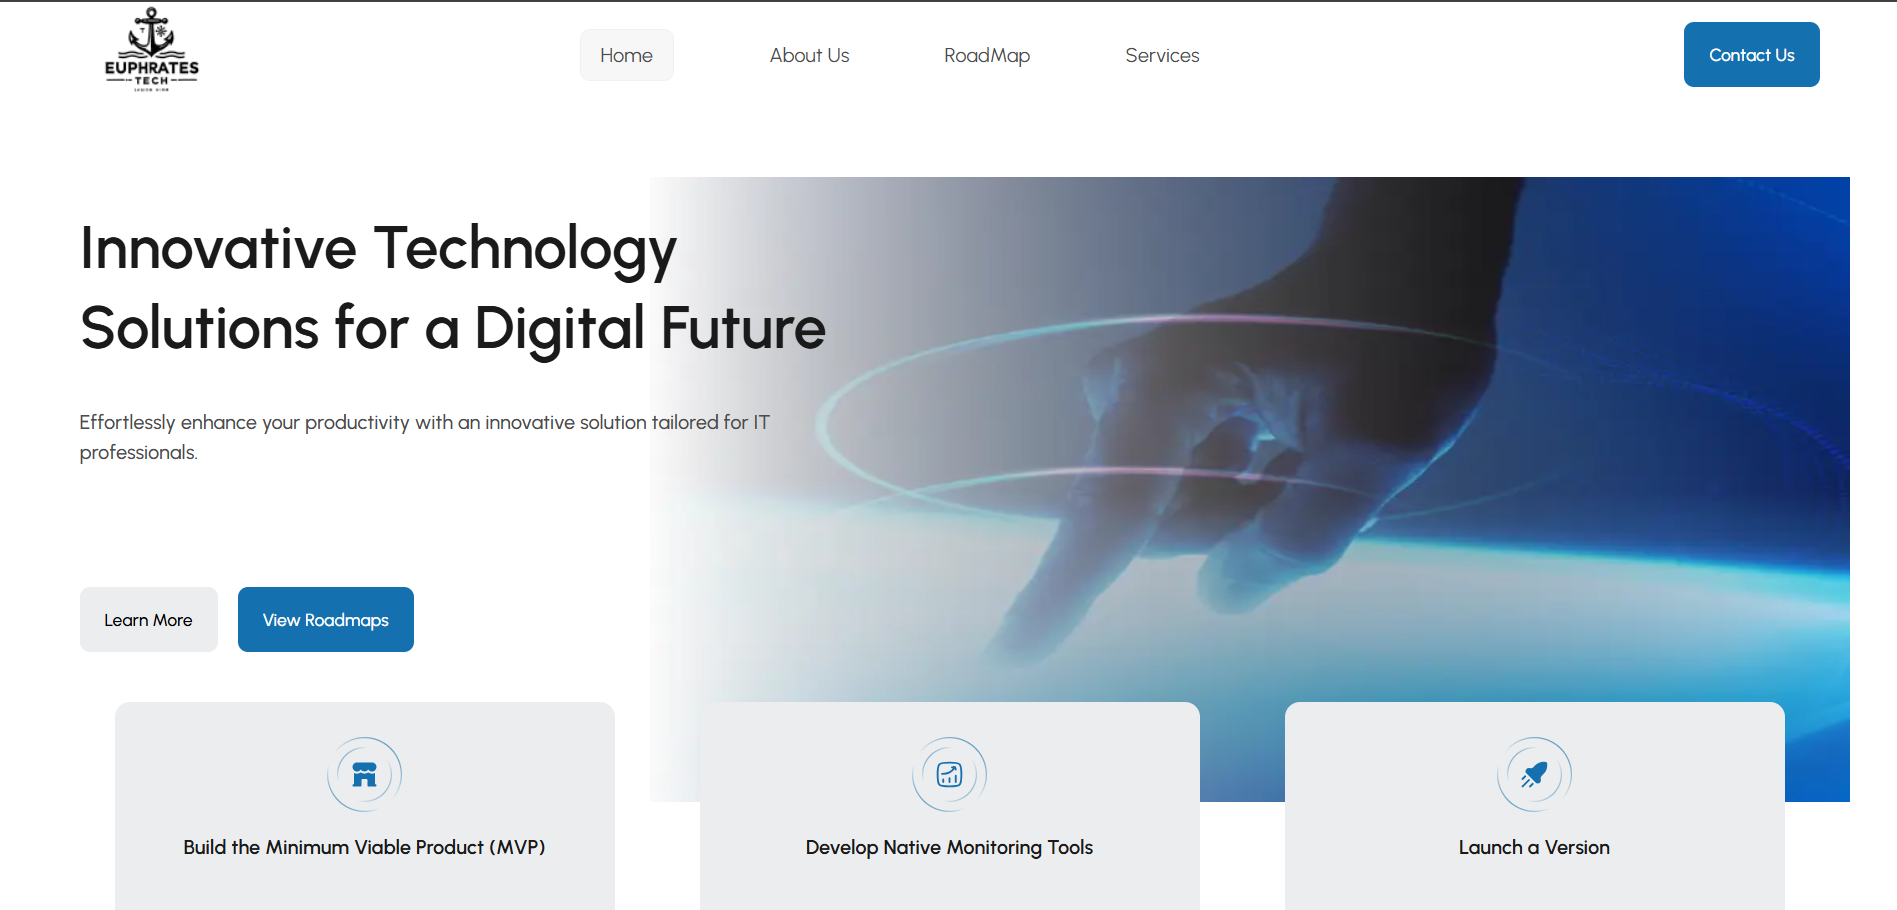 EUPHRATES
TECH
Home
About Us
RoadMap
Services
Contact Us
Innovative Technology
Solutions for a Digital Future
Effortlessly enhance your productivity with an innovative solution tailored for IT
professionals.
Learn More
View Roadmaps
Build the Minimum Viable Product (MVP)
Develop Native Monitoring Tools
Launch a Version